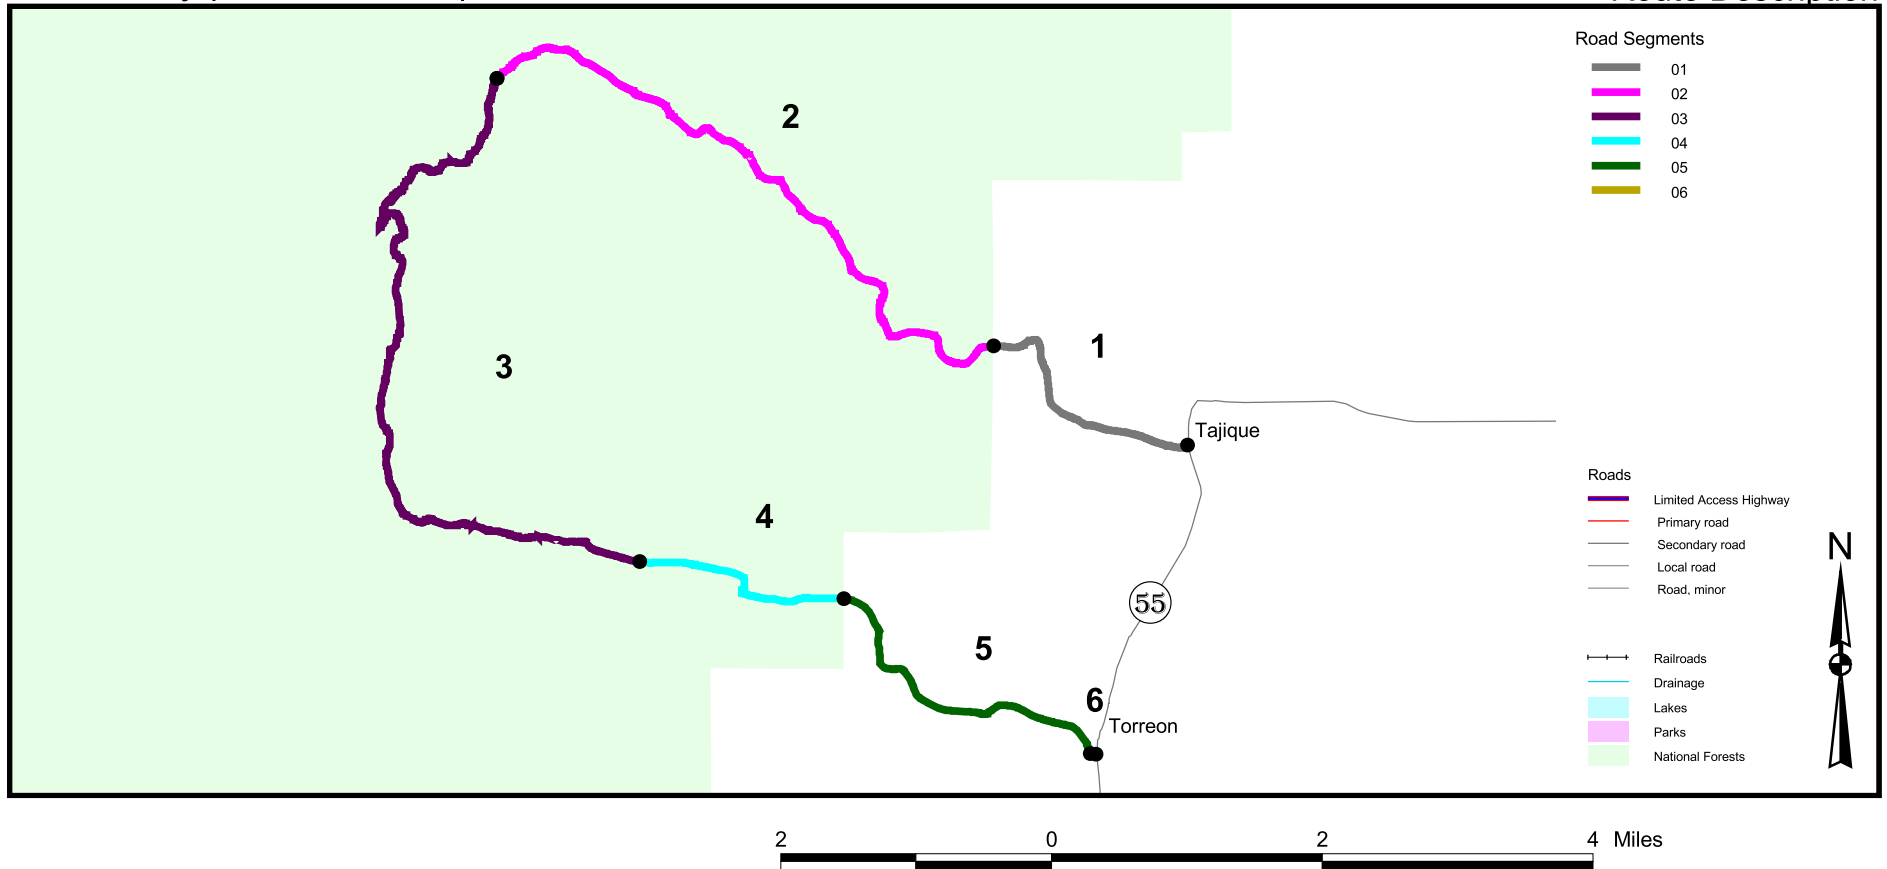 Route Description
2
Road Segments
01
02
03
04
05
06
1
3
Tajique
Roads
Limited Access Highway
Primary road
Secondary road
Local road
Road, minor
4
N
55
5
6
Torreon
Railroads
Drainage
Lakes
Parks
National Forests
2 0 2 4 Miles